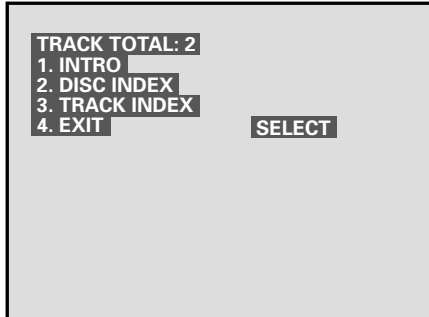 TRACK TOTAL: 2
1. INTRO
2. DISC INDEX
3. TRACK INDEX
4. EXIT
SELECT